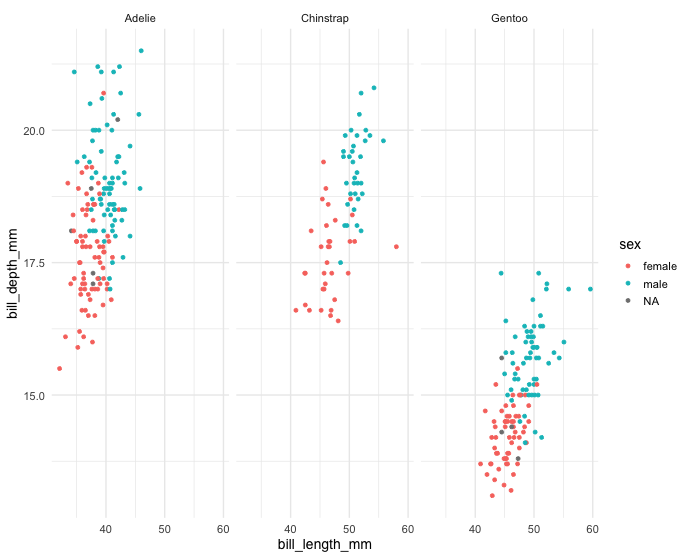 Adelie Chinstrap Gentoo
20.0
17.5
15.0
bill_depth_mm
40 50 60 40 50 60 40 50 60
bill_length_mm
sex
female
male
NA